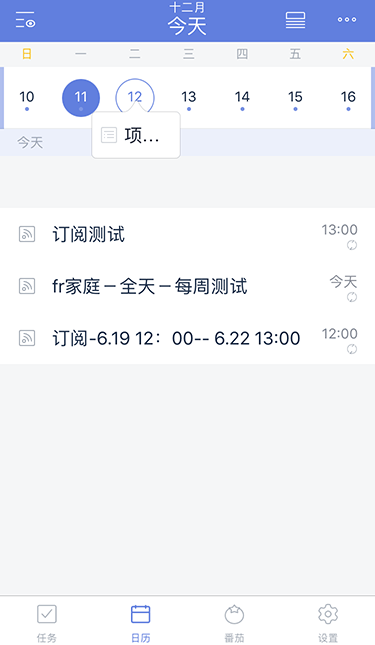 十二月
今天
日 一 二 三 四 五 六
10 11 12 13 14 15 16
项...
今天
订阅测试 13:00
fr家庭－全天－每周测试 今天
订阅-6.19 12：00-- 6.22 13:00 12:00
任务 日历 番茄 设置